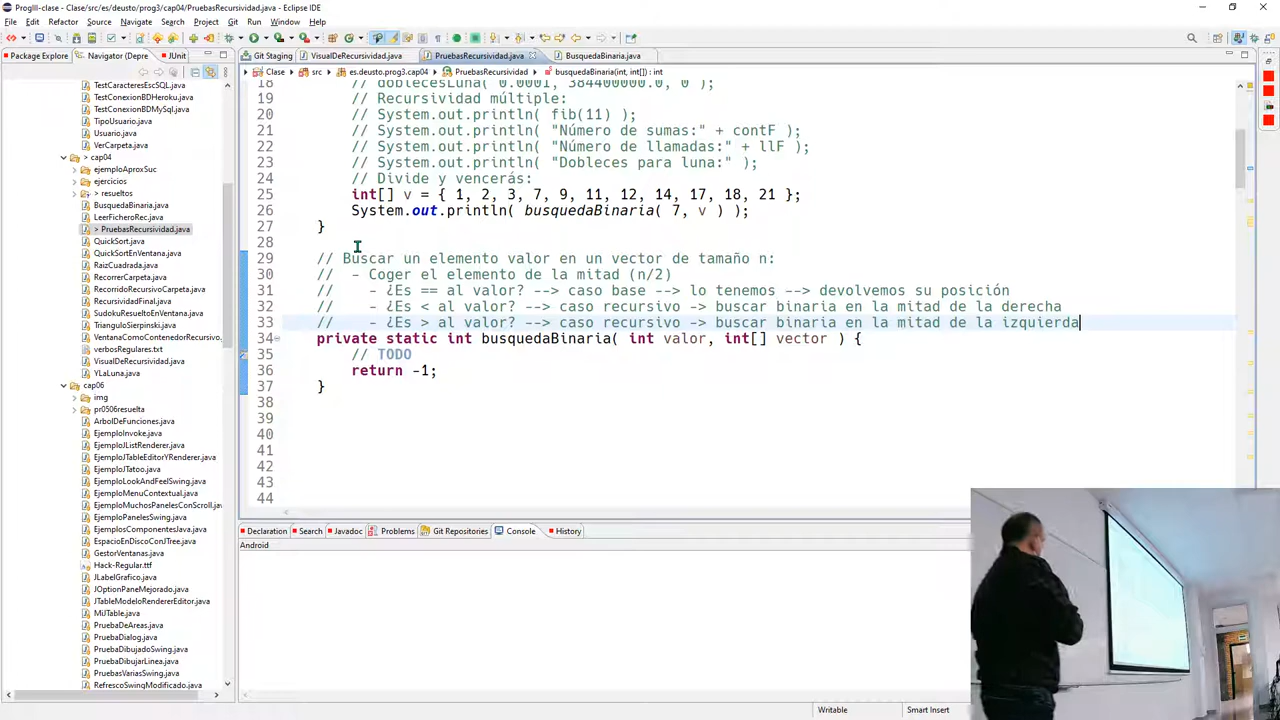 ProgIII-clase - Clase/src/es/deusto/prog3/cap04/PruebasRecursividad.java - Eclipse IDE
File Edit Refactor Source Navigate Search Project Git Run Window Help
Package Explore
Navigator (Depre
JUnit
Git Staging
VisualDeRecursividad.java
PruebasRecursividad.java
BusquedaBinaria.java
Clase
src
es.deusto.prog3.cap04
PruebasRecursividad
busquedaBinaria(int, int[]) : int
TestCaracteresEscSQL.java
TestConexionBDHeroku.java
TestConexionBDMySql.java
TipoUsuario.java
Usuario.java
VerCarpeta.java
> cap04
ejemploAproxSuc
ejercicios
> resueltos
BusquedaBinaria.java
LeerFicheroRec.java
> PruebasRecursividad.java
QuickSort.java
QuickSortEnVentana.java
RaizCuadrada.java
RecorrerCarpeta.java
RecorrerCarpetas.java
RecursividadFinal.java
SudokuResueltoEnVentana.java
TrianguloSierpinski.java
VentanaComoContenedorRecursivo.
verbosRegulares.txt
VisualDeRecursividad.java
YLaLuna.java
cap06
img
pr0506resuelta
ArbolDeFunciones.java
EjemploInvoke.java
EjemploJListRenderer.java
EjemploJTableEditorYRenderer.java
EjemploJTatoo.java
EjemploLookAndFeelSwing.java
EjemploMenuContextual.java
EjemploMuchosPanelesConScroll.java
EjemploPanelesSwing.java
EjemplosComponentesJava.java
EspacioEnDiscoConJTree.java
GestorVentanas.java
Hack-Regular.ttf
JLabelGrafico.java
JOptionPaneMejorado.java
JTableModeloRendererEditor.java
MiJTable.java
PruebaDeAreas.java
PruebaDialog.java
PruebaDibujadoSwing.java
PruebaDibujarLinea.java
PruebasVariasSwing.java
RefrescoSwingModificado.java
18 // doblecesLuna( 0.0001, 384400000.0, 0 );
19 // Recursividad múltiple:
20 // System.out.println( fib(11) );
21 // System.out.println( "Número de sumas:" + contF );
22 // System.out.println( "Número de llamadas:" + llF );
23 // System.out.println( "Dobleces para luna:" );
24 // Divide y vencerás:
25 int[] v = { 1, 2, 3, 7, 9, 11, 12, 14, 17, 18, 21 };
26 System.out.println( busquedaBinaria( 7, v ) );
27 }
28
29 // Buscar un elemento valor en un vector de tamaño n:
30 // - Coger el elemento de la mitad (n/2)
31 // - ¿Es == al valor? --> caso base --> lo tenemos --> devolvemos su posición
32 // - ¿Es < al valor? --> caso recursivo -> buscar binaria en la mitad de la derecha
33 // - ¿Es > al valor? --> caso recursivo -> buscar binaria en la mitad de la izquierda
34 private static int busquedaBinaria( int valor, int[] vector ) {
35 // TODO
36 return -1;
37 }
38
39
40
41
42
43
44
Declaration
Search
Javadoc
Problems
Git Repositories
Console
History
Android
Writable
Smart Insert